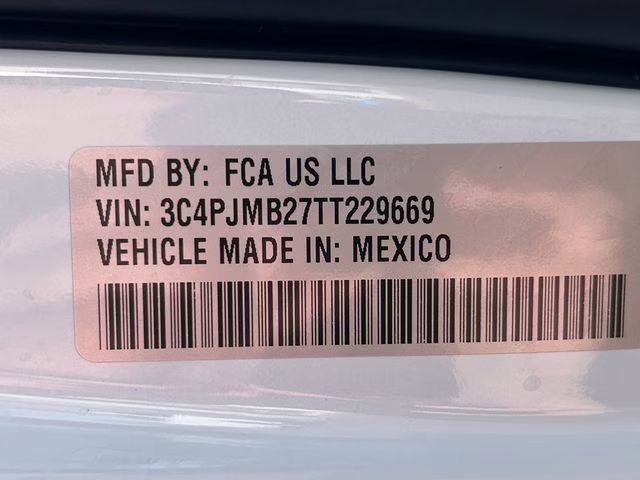 MFD BY: FCA US LLC
VIN: 3C4PJMB27TT229669
VEHICLE MADE IN: MEXICO